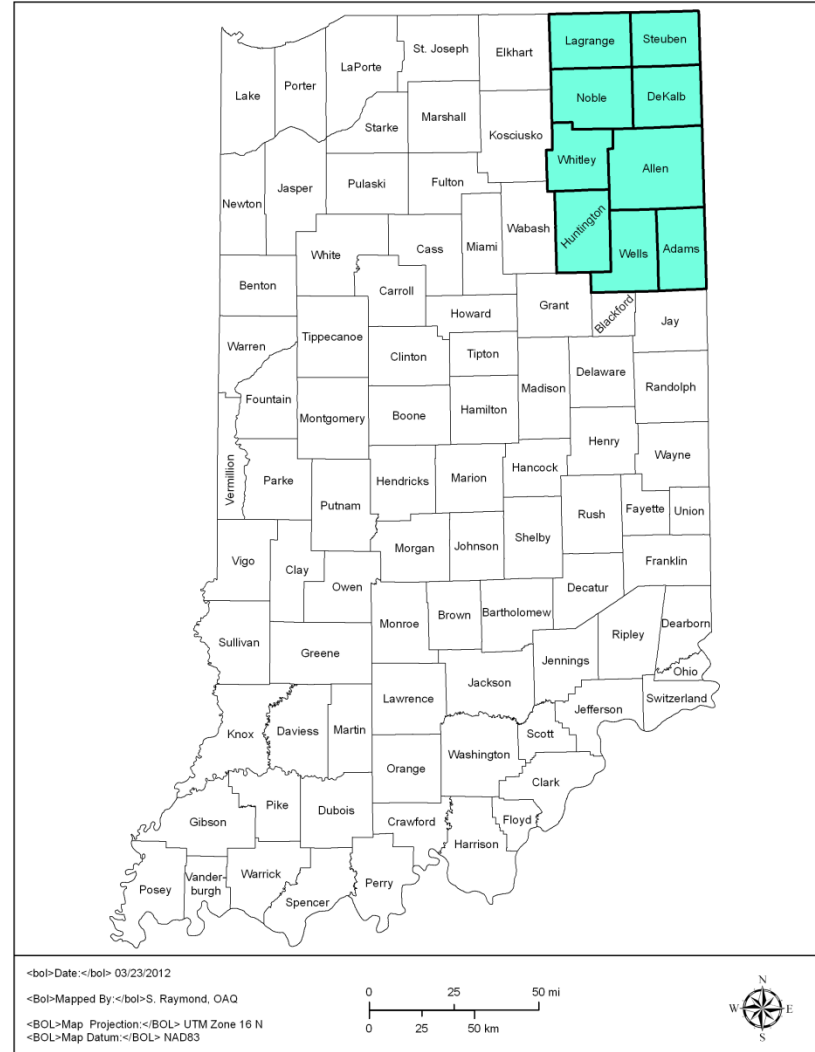 Lagrange
Steuben
St. Joseph
Elkhart
LaPorte
Porter
Lake
Noble
DeKalb
Marshall
Starke
Kosciusko
Whitley
Allen
Pulaski
Fulton
Jasper
Newton
Huntington
Wabash
Miami
Cass
White
Wells
Adams
Benton
Carroll
Grant
Blackford
Howard
Jay
Tippecanoe
Warren
Clinton
Tipton
Delaware
Randolph
Fountain
Montgomery
Boone
Hamilton
Madison
Henry
Wayne
Vermillion
Parke
Hendricks
Marion
Hancock
Putnam
Rush
Fayette
Union
Morgan
Johnson
Shelby
Vigo
Clay
Owen
Franklin
Decatur
Monroe
Brown
Bartholomew
Dearborn
Ripley
Sullivan
Greene
Jennings
Ohio
Jackson
Lawrence
Switzerland
Jefferson
Knox
Daviess
Martin
Scott
Washington
Orange
Clark
Pike
Dubois
Gibson
Crawford
Floyd
Harrison
Posey
Vander-
burgh
Warrick
Spencer
Perry
<bol>Date:</bol> 03/23/2012
<Bol>Mapped By:</bol>S. Raymond, OAQ
<BOL>Map Projection:</BOL> UTM Zone 16 N
<BOL>Map Datum:</BOL> NAD83
0 25 50 mi
0 25 50 km
N
W E
S